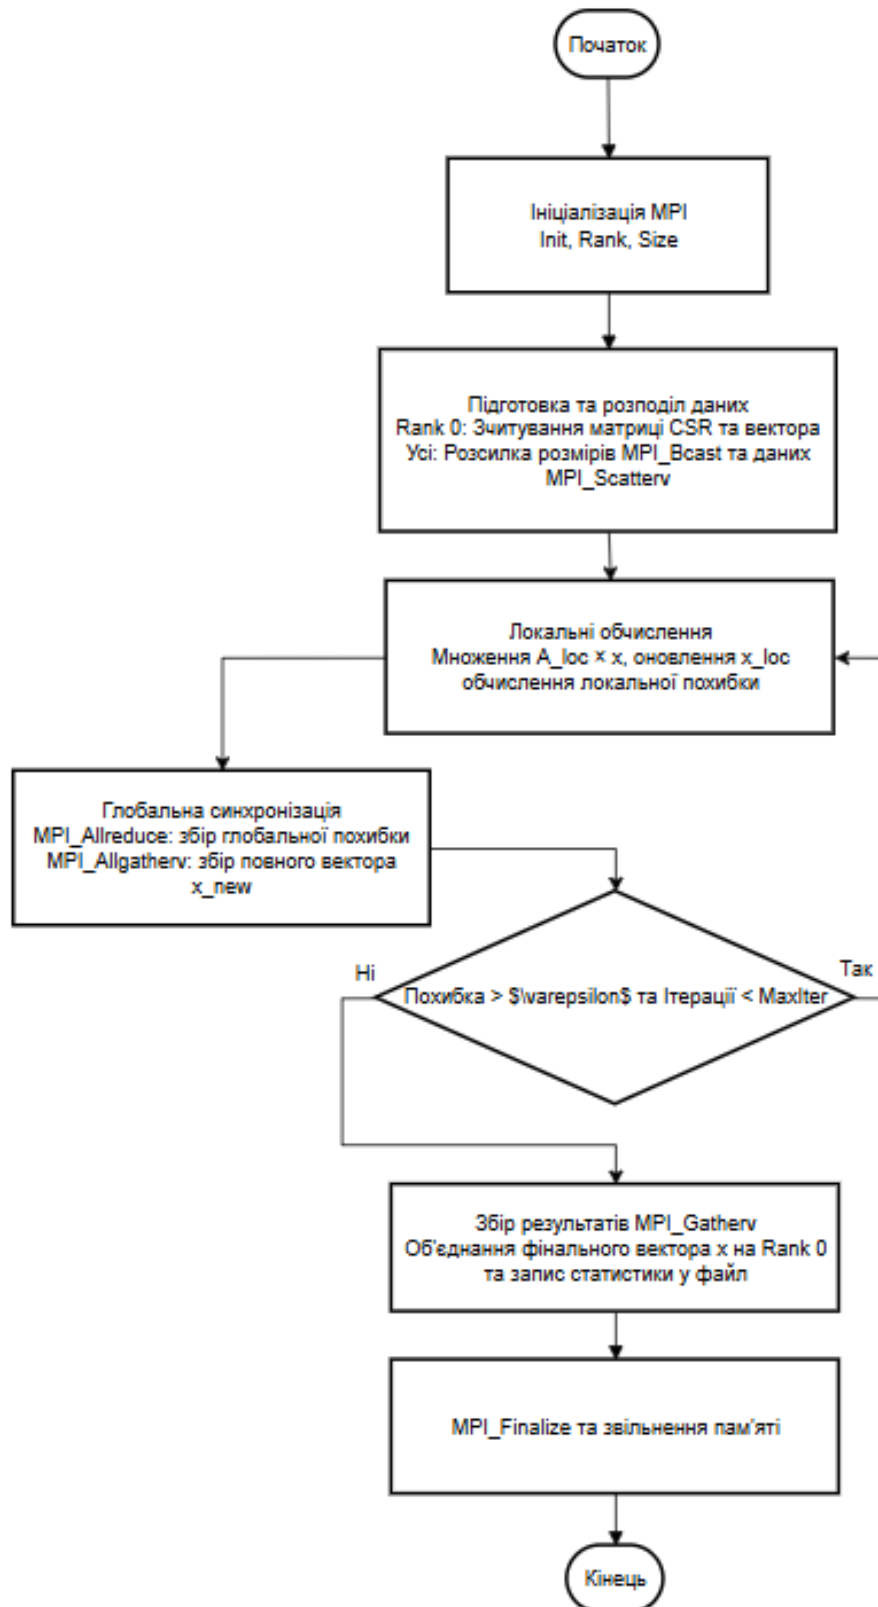 Початок
Ініціалізація MPI
Init, Rank, Size
Підготовка та розподіл даних
Rank 0: Зчитування матриці CSR та вектора
Усі: Розсилка розмірів MPI_Bcast та даних
MPI_Scatterv
Локальні обчислення
Множення A_loc × x, оновлення x_loc
обчислення локальної похибки
Глобальна синхронізація
MPI_Allreduce: збір глобальної похибки
MPI_Allgatherv: збір повного вектора
x_new
Ні
Так
Похибка > $\varepsilon$ та Ітерації < MaxIter
Збір результатів MPI_Gatherv
Об'єднання фінального вектора x на Rank 0
та запис статистики у файл
MPI_Finalize та звільнення пам'яті
Кінець